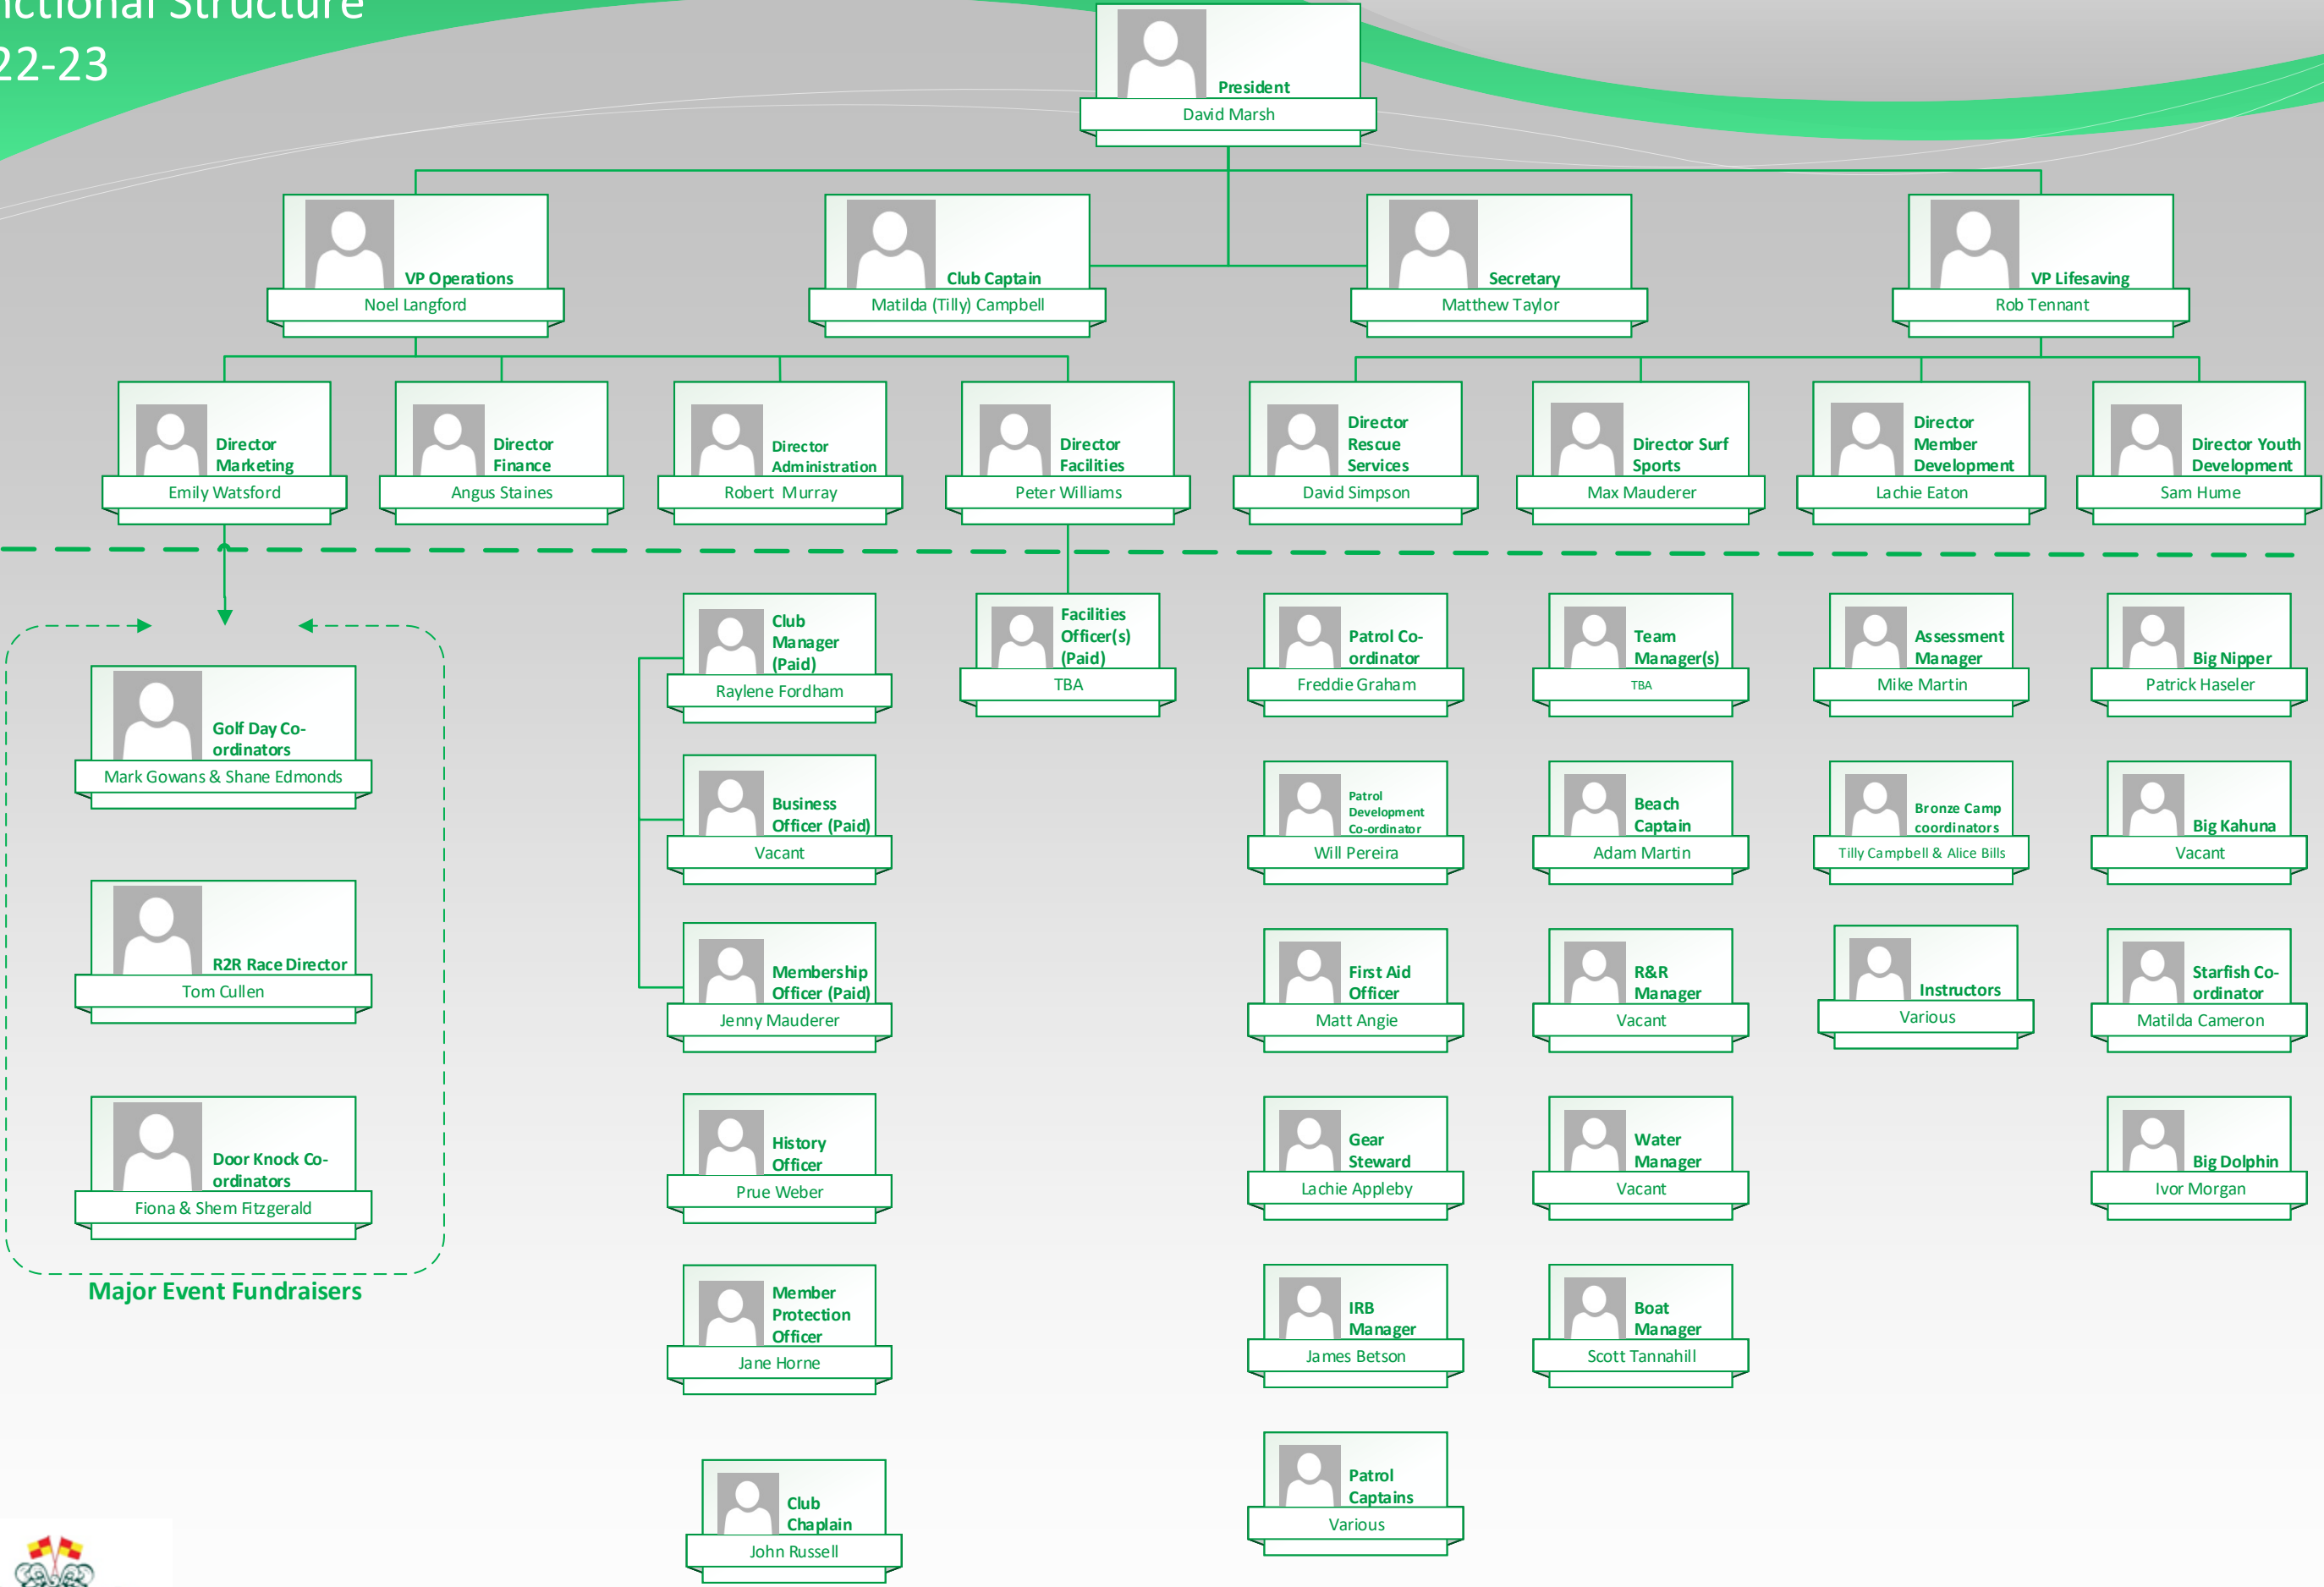 nctional Structure
22-23
President
David Marsh
VP Operations
Noel Langford
Club Captain
Matilda (Tilly) Campbell
Secretary
Matthew Taylor
VP Lifesaving
Rob Tennant
Director
Marketing
Emily Watsford
Director
Finance
Angus Staines
Director
Administration
Robert Murray
Director
Facilities
Peter Williams
Director
Rescue
Services
David Simpson
Director Surf
Sports
Max Mauderer
Director
Member
Development
Lachie Eaton
Director Youth
Development
Sam Hume
Golf Day Co-
ordinators
Mark Gowans & Shane Edmonds
R2R Race Director
Tom Cullen
Door Knock Co-
ordinators
Fiona & Shem Fitzgerald
Major Event Fundraisers
Club
Manager
(Paid)
Raylene Fordham
Business
Officer (Paid)
Vacant
Membership
Officer (Paid)
Jenny Mauderer
History
Officer
Prue Weber
Member
Protection
Officer
Jane Horne
Club
Chaplain
John Russell
Facilities
Officer(s)
(Paid)
TBA
Patrol Co-
ordinator
Freddie Graham
Patrol
Development
Co-ordinator
Will Pereira
First Aid
Officer
Matt Angie
Gear
Steward
Lachie Appleby
IRB
Manager
James Betson
Patrol
Captains
Various
Team
Manager(s)
TBA
Beach
Captain
Adam Martin
R&R
Manager
Vacant
Water
Manager
Vacant
Boat
Manager
Scott Tannahill
Assessment
Manager
Mike Martin
Bronze Camp
coordinators
Tilly Campbell & Alice Bills
Instructors
Various
Big Nipper
Patrick Haseler
Big Kahuna
Vacant
Starfish Co-
ordinator
Matilda Cameron
Big Dolphin
Ivor Morgan